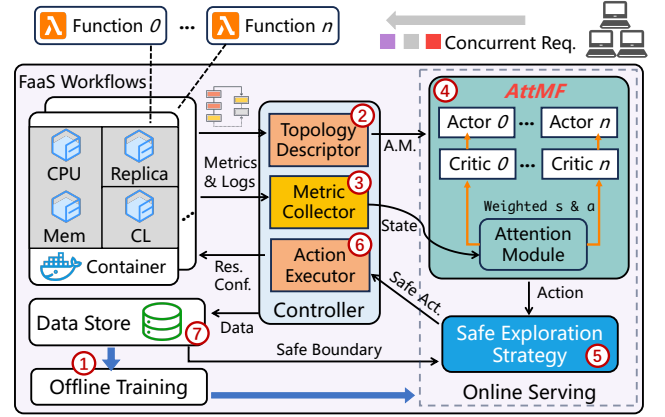 Function 0 ... Function n
Concurrent Req.
FaaS Workflows
CPU
Replica
Mem
CL
...
Container
Metrics
& Logs
Res.
Conf.
2
Topology
Descriptor
3
Metric
Collector
6
Action
Executor
Controller
A.M.
State
Safe Act.
Data
4
AttMF
Actor 0 ... Actor n
Critic 0 ... Critic n
Weighted s & a
Attention
Module
Action
Safe Exploration
Strategy
5
Data Store
7
Safe Boundary
1
Offline Training
Online Serving